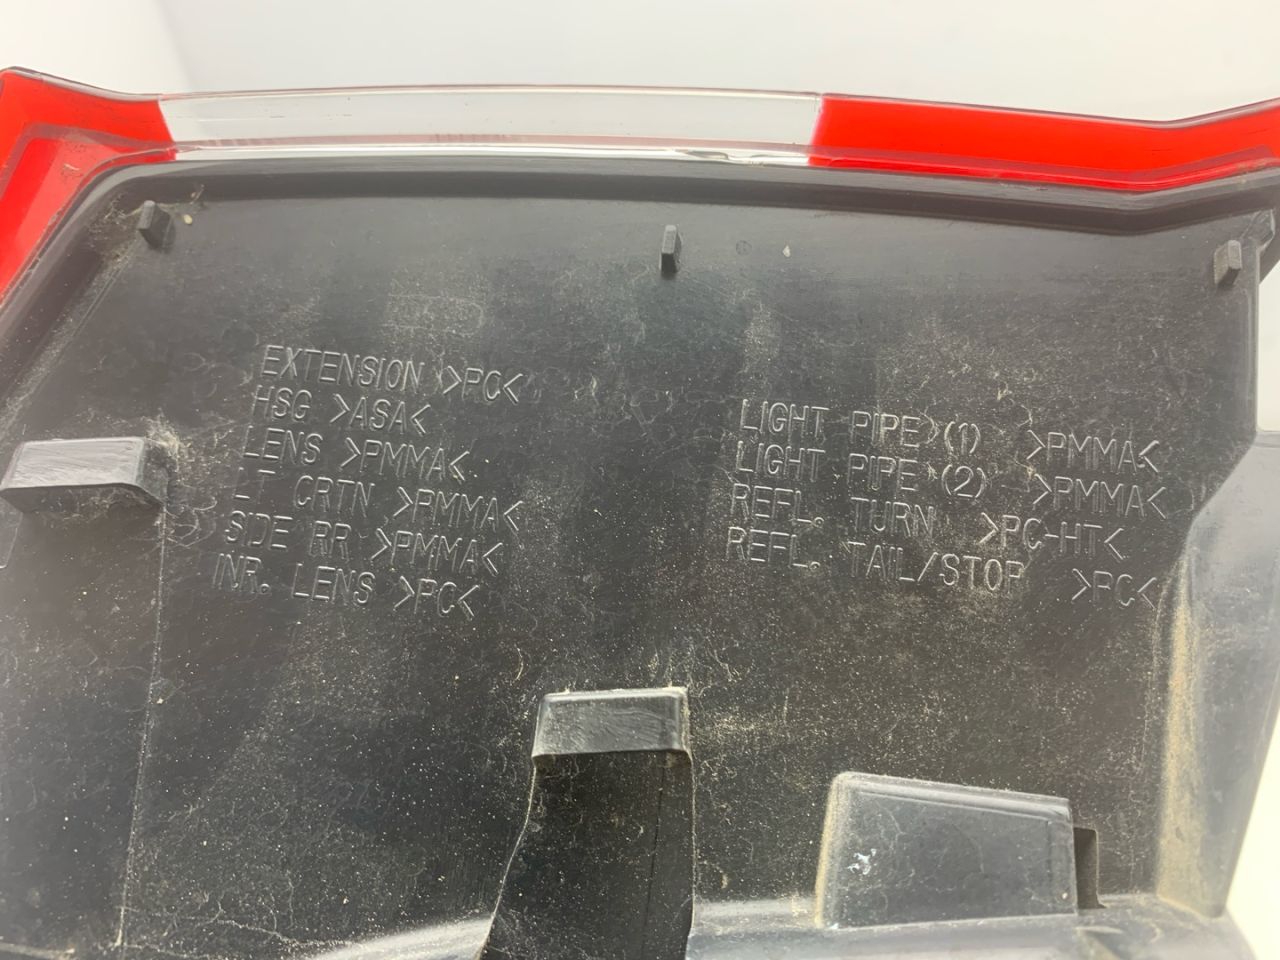 EXTENSION >PC<
HSG >ASA<
LENS >PMMA<
LT CRTN >PMMA<
SIDE RR >PMMA<
INR. LENS >PC<
LIGHT PIPE (1) >PMMA<
LIGHT PIPE (2) >PMMA<
REFL. TURN >PC-HT<
REFL. TAIL/STOP >PC<